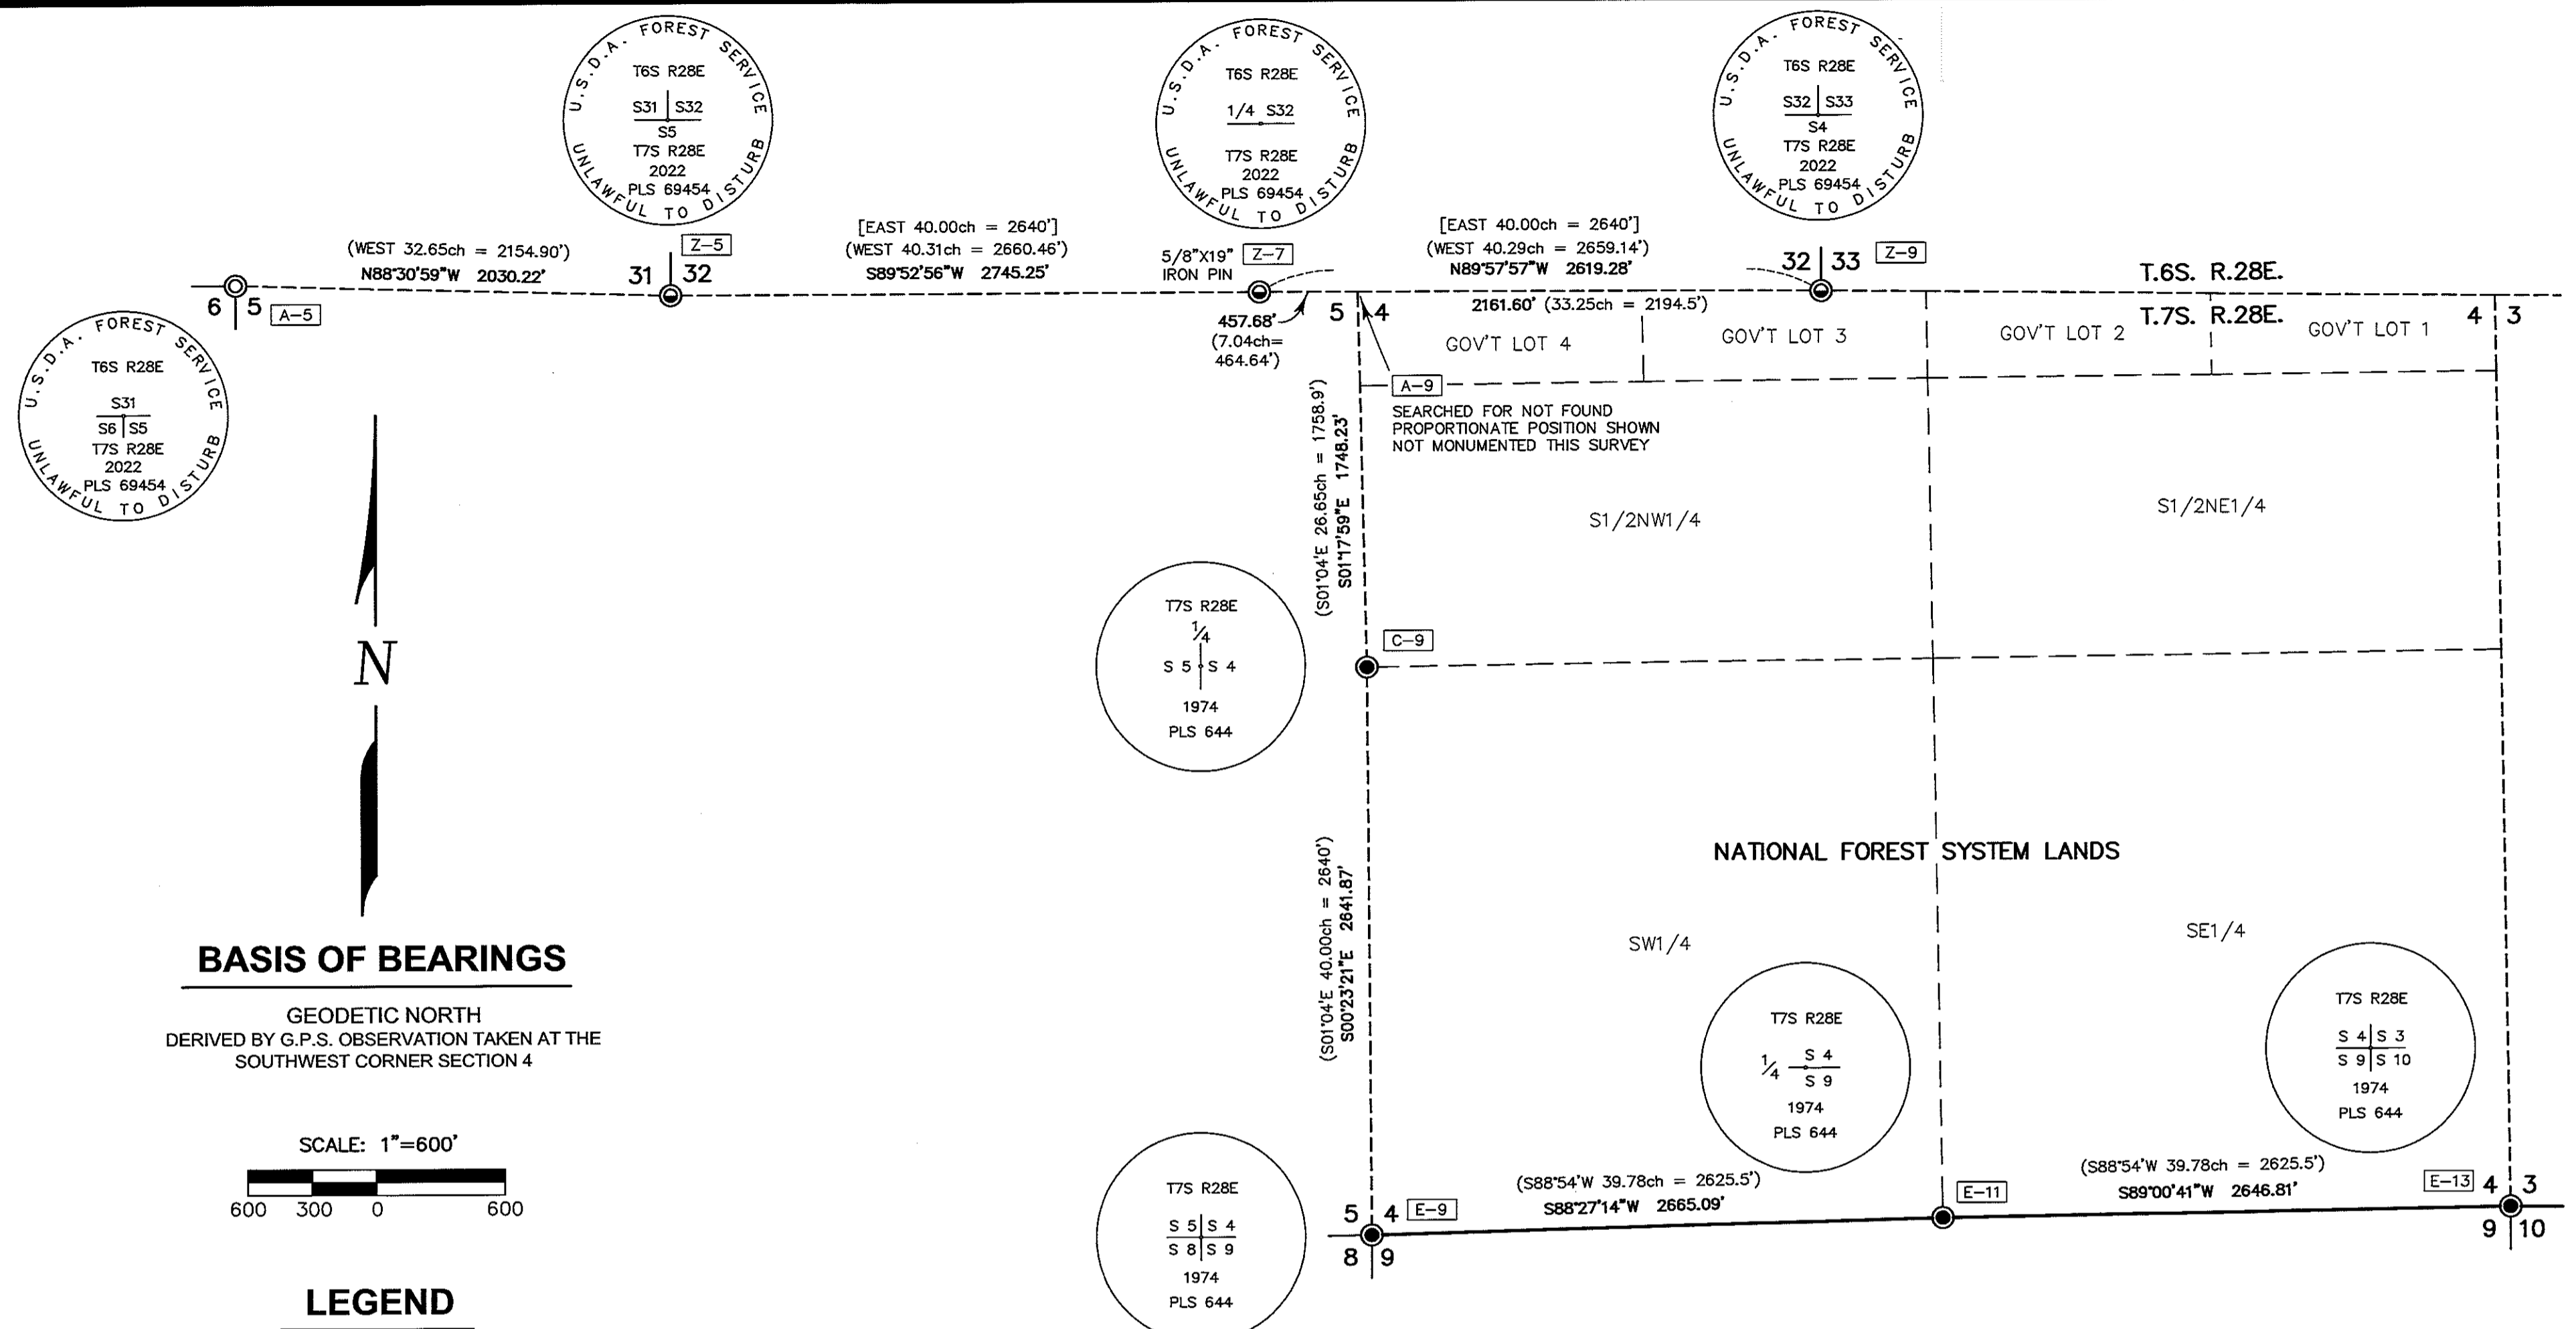 U.S.D.A. FOREST SERVICE
T6S R28E
S31 S32
S5
T7S R28E
2022
PLS 69454
UNLAWFUL TO DISTURB
U.S.D.A. FOREST SERVICE
T6S R28E
1/4 S32
T7S R28E
2022
PLS 69454
UNLAWFUL TO DISTURB
U.S.D.A. FOREST SERVICE
T6S R28E
S32 S33
S4
T7S R28E
2022
PLS 69454
UNLAWFUL TO DISTURB
(WEST 32.65ch = 2154.90')
N88°30'59"W 2030.22'
31 32
Z-5
[EAST 40.00ch = 2640']
(WEST 40.31ch = 2660.46')
S89°52'56"W 2745.25'
5/8"X19"
IRON PIN
Z-7
[EAST 40.00ch = 2640']
(WEST 40.29ch = 2659.14')
N89°57'57"W 2619.28'
32 33
Z-9
T.6S. R.28E.
T.7S. R.28E.
6 5
A-5
457.68'
(7.04ch=
464.64')
5 4
2161.60' (33.25ch = 2194.5')
4 3
GOV'T LOT 4
GOV'T LOT 3
GOV'T LOT 2
GOV'T LOT 1
U.S.D.A. FOREST SERVICE
T6S R28E
S31
S6 S5
T7S R28E
2022
PLS 69454
UNLAWFUL TO DISTURB
A-9
SEARCHED FOR NOT FOUND
PROPORTIONATE POSITION SHOWN
NOT MONUMENTED THIS SURVEY
(S01°04'E 26.65ch = 1758.9')
S01°17'59"E 1748.23'
S1/2NW1/4
S1/2NE1/4
N
T7S R28E
1/4
S 5 S 4
1974
PLS 644
C-9
NATIONAL FOREST SYSTEM LANDS
(S01°04'E 40.00ch = 2640')
S00°23'21"E 2641.87'
SW1/4
SE1/4
BASIS OF BEARINGS
GEODETIC NORTH
DERIVED BY G.P.S. OBSERVATION TAKEN AT THE
SOUTHWEST CORNER SECTION 4
T7S R28E
1/4 S 4
S 9
1974
PLS 644
T7S R28E
S 4 S 3
S 9 S 10
1974
PLS 644
SCALE: 1"=600'
600 300 0 600
T7S R28E
S 5 S 4
S 8 S 9
1974
PLS 644
5 4
E-9
8 9
(S88°54'W 39.78ch = 2625.5')
S88°27'14"W 2665.09'
E-11
(S88°54'W 39.78ch = 2625.5')
S89°00'41"W 2646.81'
E-13
4 3
9 10
LEGEND